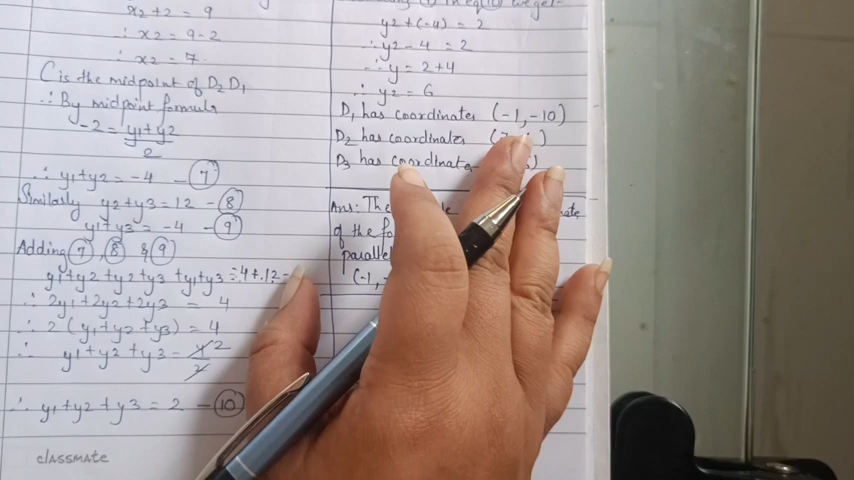 x2 + 2 = 9
∴ x2 = 9 - 2
∴ x2 = 7
C is the midpoint of D2 D1
∴ By midpoint formula
-2 = y1 + y2
2
∴ y1 + y2 = -4 - 7
Similarly y2 + y3 = 12 - 8
y1 + y3 = -4 - 9
Adding 7, 8 & 9
y1 + y2 + y2 + y3 + y1 + y3 = -4 + 12 -
∴ 2y1 + 2y2 + 2y3 = 4
∴ 2 (y1 + y2 + y3) = 4
∴ y1 + y2 + y3 = 4 2
2
∴ y1 + y2 + y3 = 2 - 10
classmate
y2 + (-4) = 2
∴ y2 - 4 = 2
∴ y = 2 + 4
∴ y2 = 6
D1 has coordinates (-1, -10)
D2 has coordinates (7,
D3 has coordinate
Ans: The
of the
(-1, -